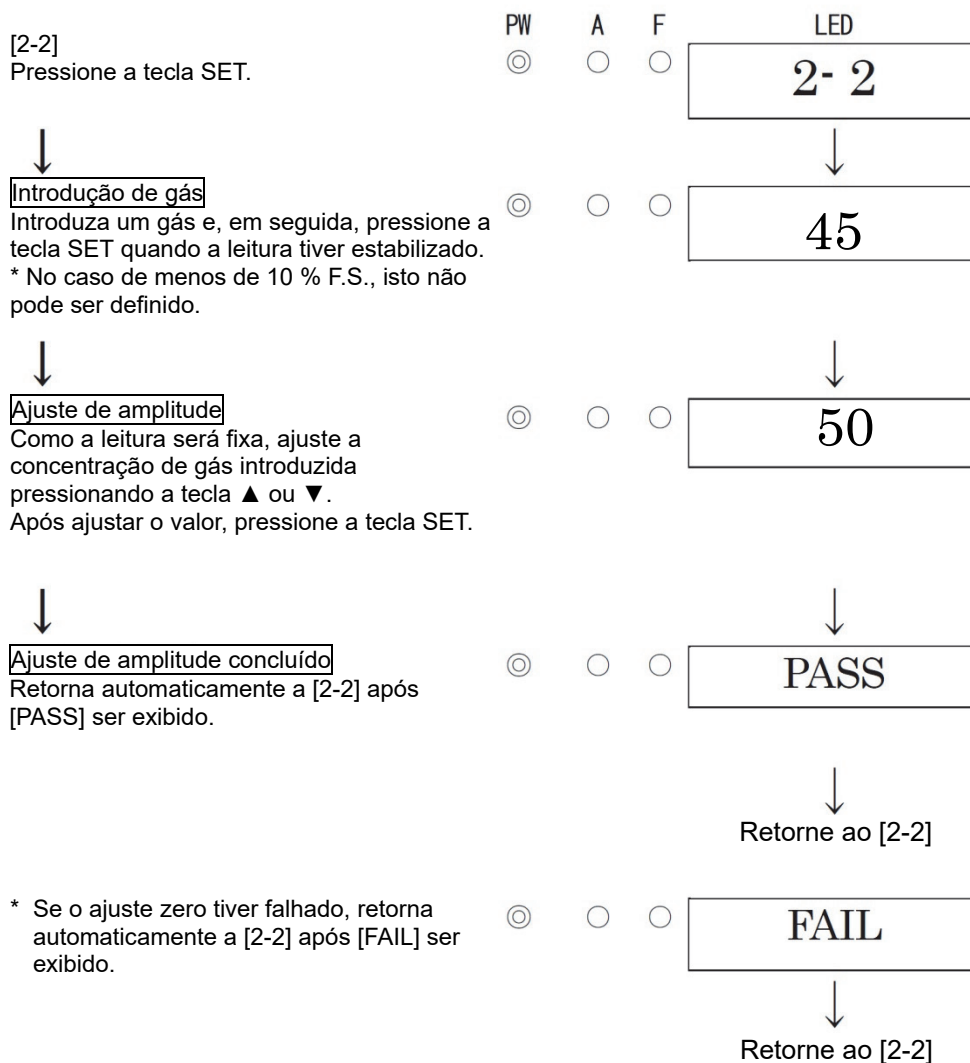 PW A F LED
[2-2]
Pressione a tecla SET.
2- 2
Introdução de gás
Introduza um gás e, em seguida, pressione a
tecla SET quando a leitura tiver estabilizado.
* No caso de menos de 10 % F.S., isto não
pode ser definido.
45
Ajuste de amplitude
Como a leitura será fixa, ajuste a
concentração de gás introduzida
pressionando a tecla ▲ ou ▼.
Após ajustar o valor, pressione a tecla SET.
50
Ajuste de amplitude concluído
Retorna automaticamente a [2-2] após
[PASS] ser exibido.
PASS
Retorne ao [2-2]
* Se o ajuste zero tiver falhado, retorna
automaticamente a [2-2] após [FAIL] ser
exibido.
FAIL
Retorne ao [2-2]